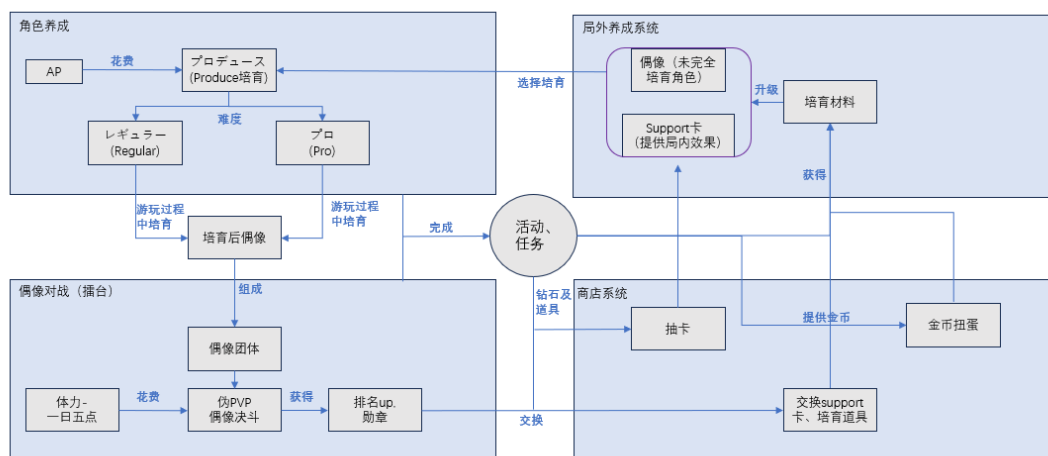 角色养成
AP
花费
プロデュース
(Produce培育)
难度
レギュラー
(Regular)
プロ
(Pro)
游玩过程
中培育
游玩过程
中培育
培育后偶像
组成
选择培育
完成
活动、
任务
局外养成系统
偶像（未完全
培育角色）
Support卡
（提供局内效果）
升级
培育材料
获得
偶像对战（擂台）
偶像团体
体力-
一日五点
花费
伪PVP
偶像决斗
获得
排名up,
勋章
钻石及
道具
交换
商店系统
抽卡
提供金币
金币扭蛋
交换support
卡、培育道具